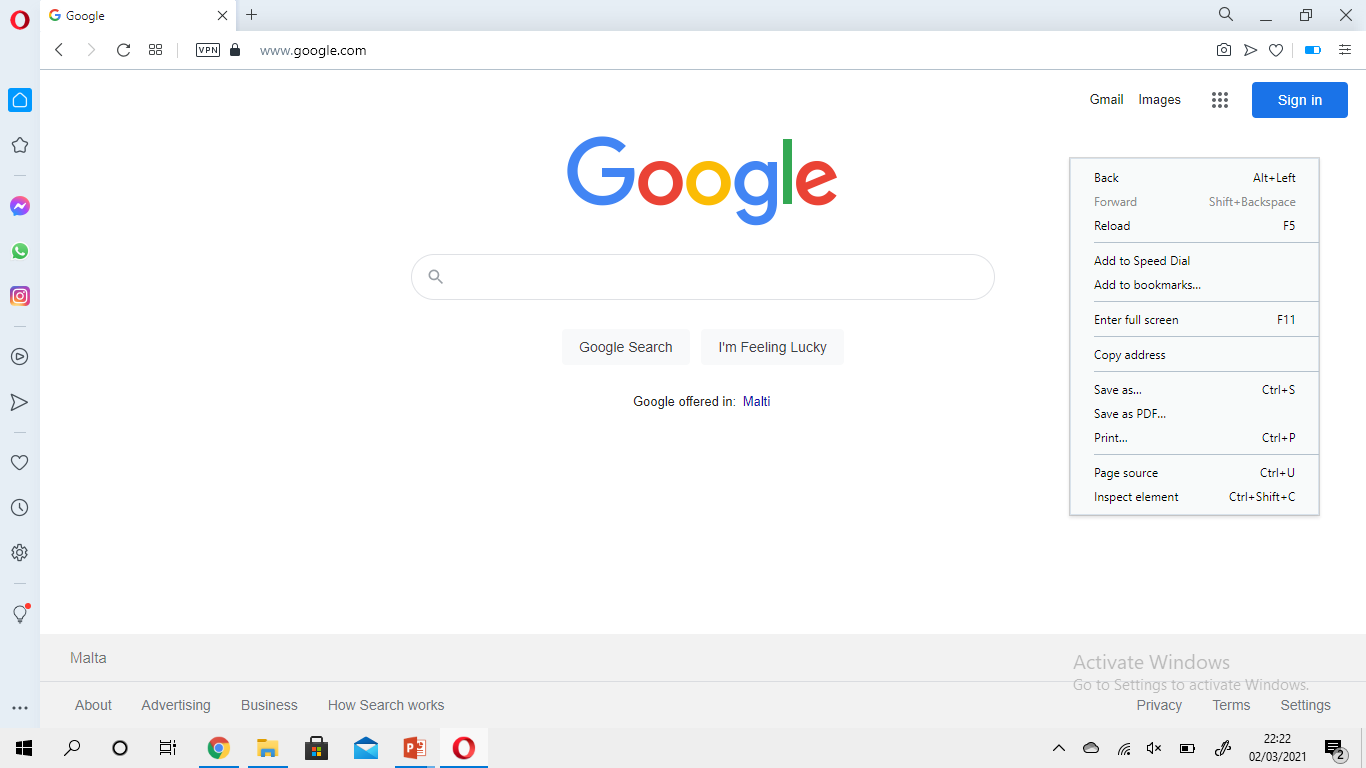 Google
VPN
www.google.com
Gmail Images Sign in
Google
Back Alt+Left
Forward Shift+Backspace
Reload F5
Add to Speed Dial
Add to bookmarks...
Enter full screen F11
Copy address
Save as... Ctrl+S
Save as PDF...
Print... Ctrl+P
Page source Ctrl+U
Inspect element Ctrl+Shift+C
Google Search I'm Feeling Lucky
Google offered in: Malti
Malta
Activate Windows
Go to Settings to activate Windows.
About Advertising Business How Search works Privacy Terms Settings
22:22
02/03/2021
2